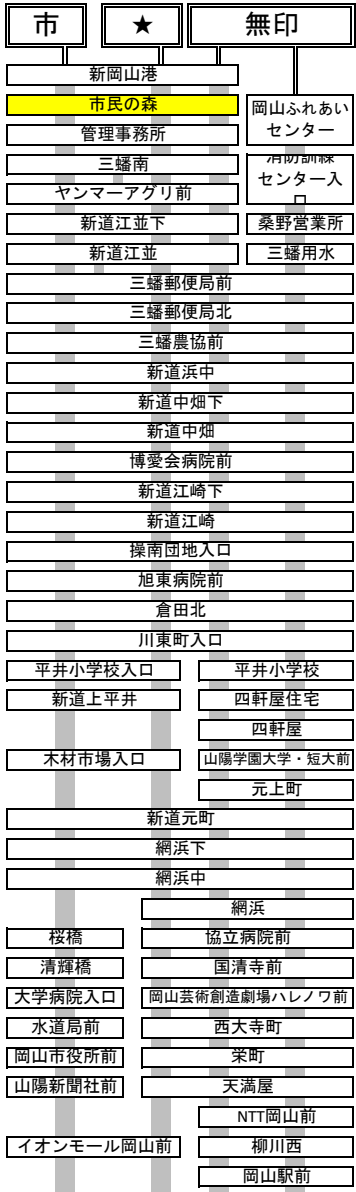 市 ★ 無印
新岡山港
市民の森
岡山ふれあい
センター
管理事務所
三蟠南
消防訓練
センター入
口
ヤンマーアグリ前
新道江並下 桑野営業所
新道江並 三蟠用水
三蟠郵便局前
三蟠郵便局北
三蟠農協前
新道浜中
新道中畑下
新道中畑
博愛会病院前
新道江崎下
新道江崎
操南団地入口
旭東病院前
倉田北
川東町入口
平井小学校入口 平井小学校
新道上平井 四軒屋住宅
四軒屋
木材市場入口 山陽学園大学・短大前
元上町
新道元町
網浜下
網浜中
網浜
桜橋 協立病院前
清輝橋 国清寺前
大学病院入口 岡山芸術創造劇場ハレノワ前
水道局前 西大寺町
岡山市役所前 栄町
山陽新聞社前 天満屋
NTT岡山前
イオンモール岡山前 柳川西
岡山駅前